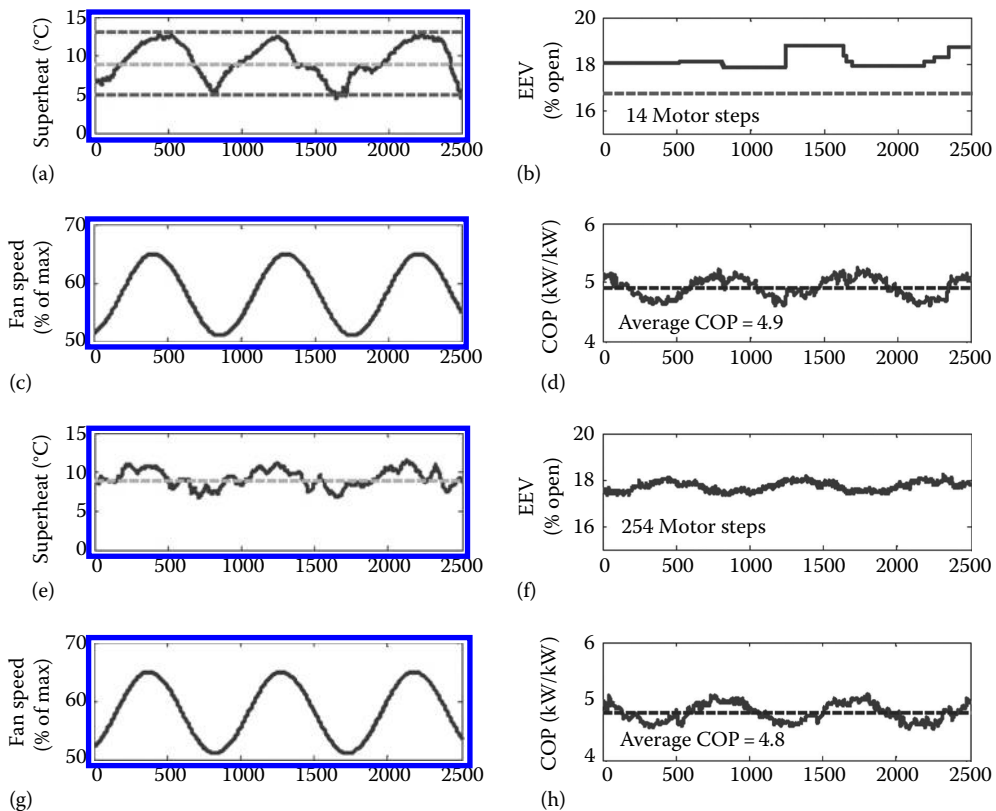 15
10
5
0
Superheat (°C)
0 500 1000 1500 2000 2500
(a)
20
18
16
EEV
(% open)
14 Motor steps
0 500 1000 1500 2000 2500
(b)
70
60
50
Fan speed
(% of max)
0 500 1000 1500 2000 2500
(c)
6
5
4
COP (kW/kW)
Average COP = 4.9
0 500 1000 1500 2000 2500
(d)
15
10
5
0
Superheat (°C)
0 500 1000 1500 2000 2500
(e)
20
18
16
EEV
(% open)
254 Motor steps
0 500 1000 1500 2000 2500
(f)
70
60
50
Fan speed
(% of max)
0 500 1000 1500 2000 2500
(g)
6
5
4
COP (kW/kW)
Average COP = 4.8
0 500 1000 1500 2000 2500
(h)